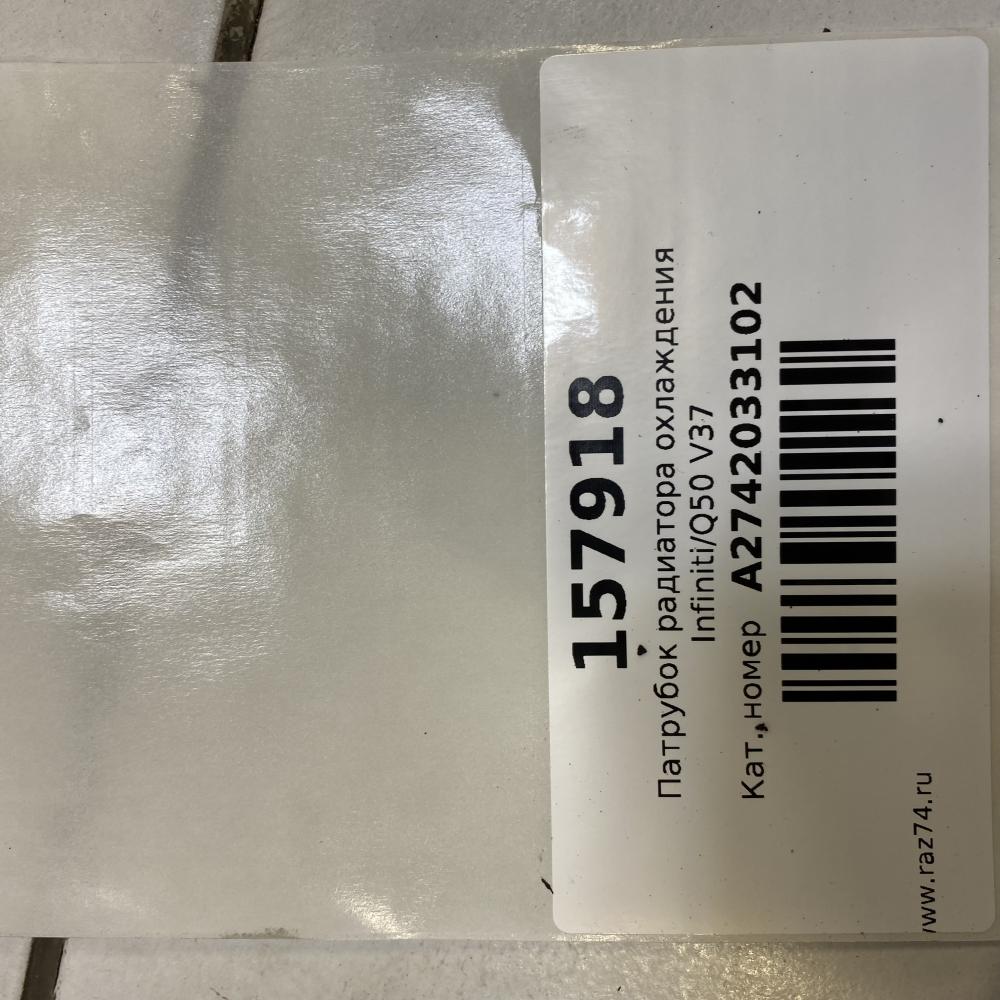 157918
Патрубок радиатора охлаждения
Infiniti/Q50 V37
Кат. номер A2742033102
www.raz74.ru